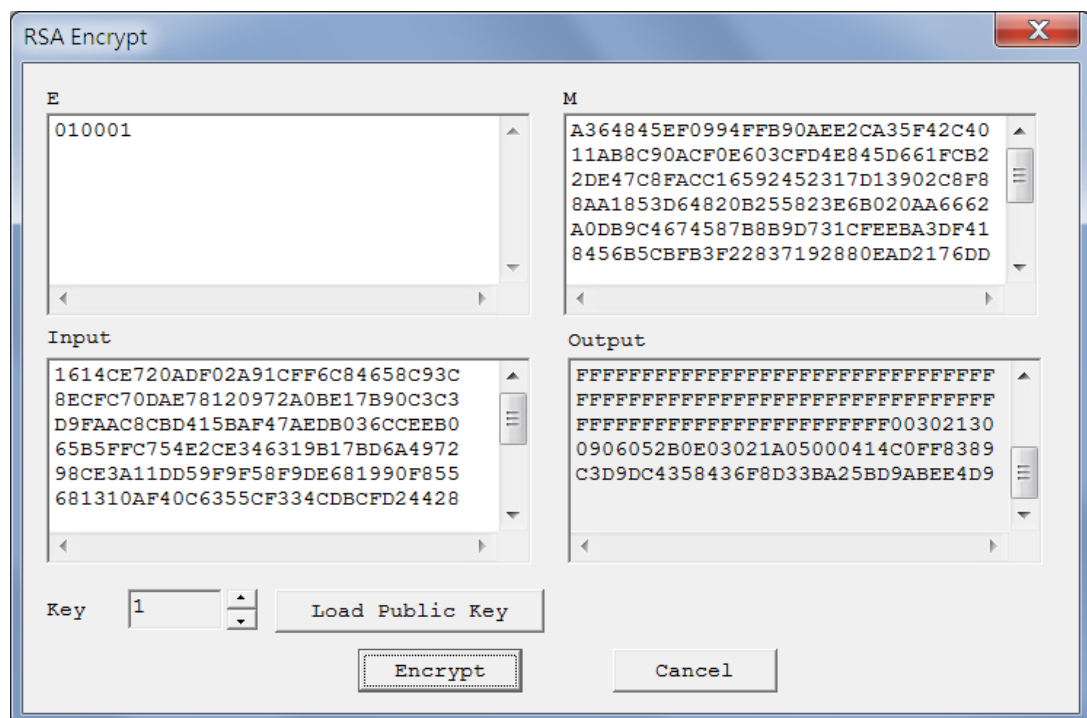 RSA Encrypt
X
E
010001
M
A364845EF0994FFB90AEE2CA35F42C40
11AB8C90ACF0E603CFD4E845D661FCB2
2DE47C8FACC16592452317D13902C8F8
8AA1853D64820B255823E6B020AA6662
A0DB9C4674587B8B9D731CFEEBA3DF41
8456B5CBFB3F22837192880EAD2176DD
Input
1614CE720ADF02A91CFF6C84658C93C
8ECFC70DAE78120972A0BE17B90C3C3
D9FAAC8CBD415BAF47AEDB036CCEEB0
65B5FFC754E2CE346319B17BD6A4972
98CE3A11DD59F9F58F9DE681990F855
681310AF40C6355CF334CDBCFD24428
Output
FFFFFFFFFFFFFFFFFFFFFFFFFFFFFFFF
FFFFFFFFFFFFFFFFFFFFFFFFFFFFFFFF
FFFFFFFFFFFFFFFFFFFFFFFF00302130
0906052B0E03021A05000414C0FF8389
C3D9DC4358436F8D33BA25BD9ABEE4D9
Key
1
Load Public Key
Encrypt
Cancel